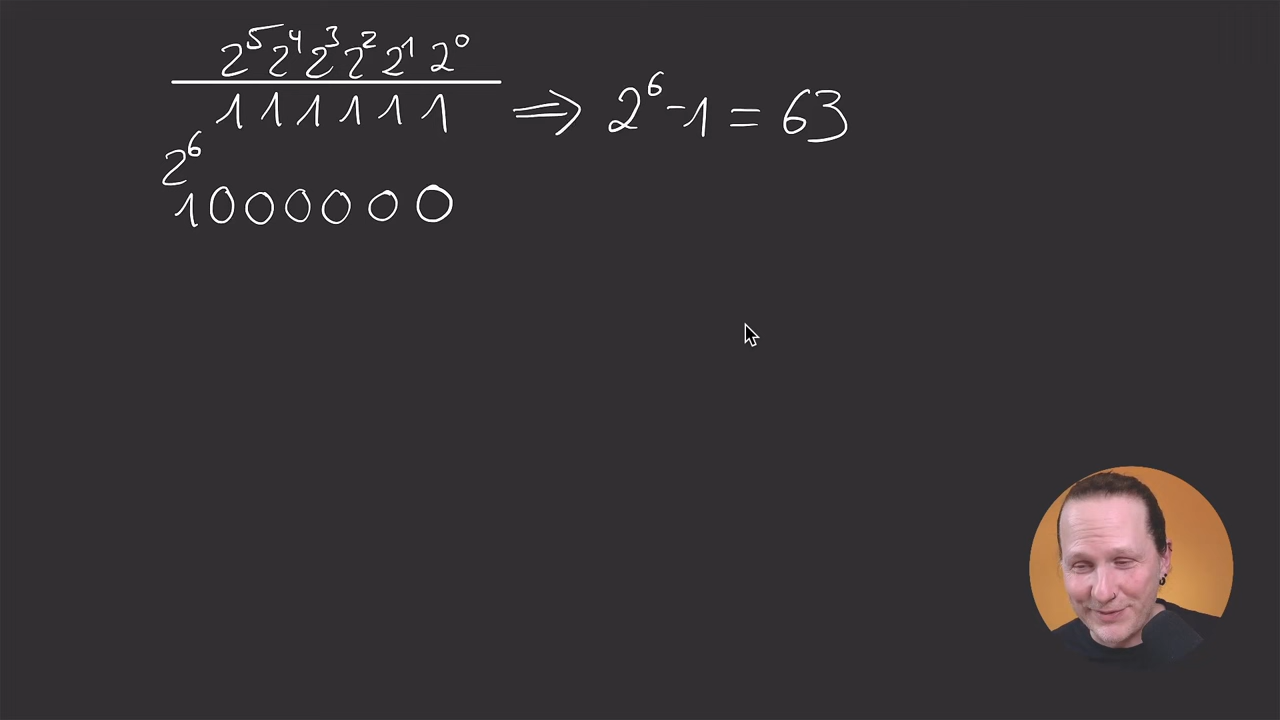 2⁵ 2⁴ 2³ 2² 2¹ 2⁰
1 1 1 1 1 1 ⇒ 2⁶ - 1 = 63
2⁶
1 0 0 0 0 0 0